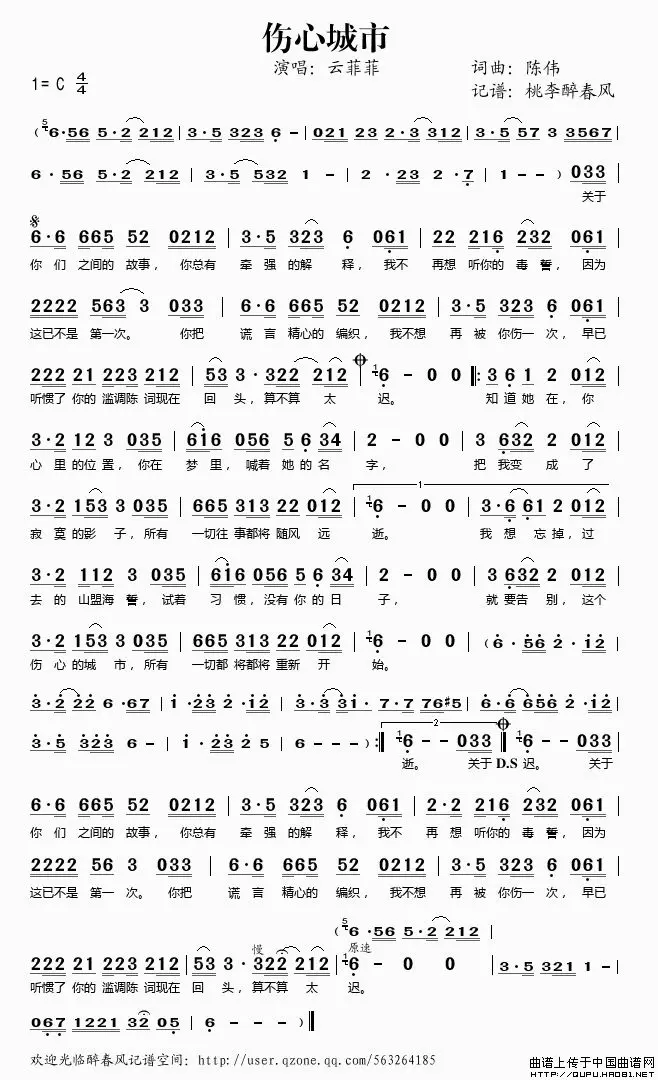 伤心城市
演唱：云菲菲 词曲：陈伟
1= C 4/4
记谱：桃李醉春风
( 5 6·56 5·2 212 | 3·5 323 6 - | 021 23 2·3 312 | 3·5 57 3 3567 |
6·56 5·2 212 | 3·5 532 1 - | 2 ·23 2 ·7 | 1 - - ) 033 |
关于
6·6 665 52 0212 | 3·5 323 6 061 | 22 216 232 061 |
你们 之间的 故事，你总有 牵强的解 释，我不 再想 听你的 毒誓，因为
2222 563 3 033 | 6·6 665 52 0212 | 3·5 323 6 061 |
这已不是 第一次。 你把 谎言 精心的 编织，我不想 再被 你伤一 次，早已
222 21 223 212 | 53 3·322 212 | 1 6 - 0 0 ‖: 3 61 2 012 |
听惯了 你的 滥调陈 词现在 回头，算不算 太 迟。 知道她 在，你
3·2 12 3 035 | 616 056 5 6 34 | 2 - 0 0 | 3 632 2 012 |
心里的位置，你在 梦里，喊着 她的名 字， 把 我变 成 了
3·2 153 3 035 | 665 113 22 012 | 1 6 - 0 0 | 1 3·6 61 2 012 |
寂寞的影 子，所有 一切往 事都将 随风 远 逝。 我想 忘掉，过
3·2 112 3 035 | 616 0565 6 34 | 2 - 0 0 | 3 632 2 012 |
去的 山盟海 誓，试着 习惯，没有你 的日 子， 就 要告 别，这个
3·2 153 3 035 | 665 113 22 012 | 1 6 - 0 0 | (6·56 2·12 |
伤心的城 市，所有 一切都 将都将 重新 开 始。
3·2 22 6·67 | 1·23 2·12 | 3·3 31· 7·7 76#5 | 6·6 656 2·12 |
3·5 323 6 - | 1·23 2 5 | 6 - - - ) :‖ 2 1 6 - - 033 ‖ 1 6 - - 033 |
逝。 关于 D.S 迟。 关于
6·6 665 52 0212 | 3·5 323 6 061 | 2·2 216 232 061 |
你们 之间的 故事，你总有 牵强的解 释，我不 再想 听你的 毒誓，因为
2222 56 3 033 | 6·6 665 52 0212 | 3·5 323 6 061 |
这已不是 第一 次。 你把 谎言 精心的 编织，我不想 再被 你伤一 次，早已
( 5 6·56 5·2 212 |
慢 原速
222 21 223 212 | 53 3·322 212 | 1 6 - 0 0 | 3·5 321 |
听惯了 你的 滥调陈 词现在 回头，算不算 太 迟。
067 1221 32 05 | 6 - - - ) ‖
欢迎光临醉春风记谱空间：http://user.qzone.qq.com/563264185
曲谱上传于中国曲谱网
http://QUPU.HAO81.NET